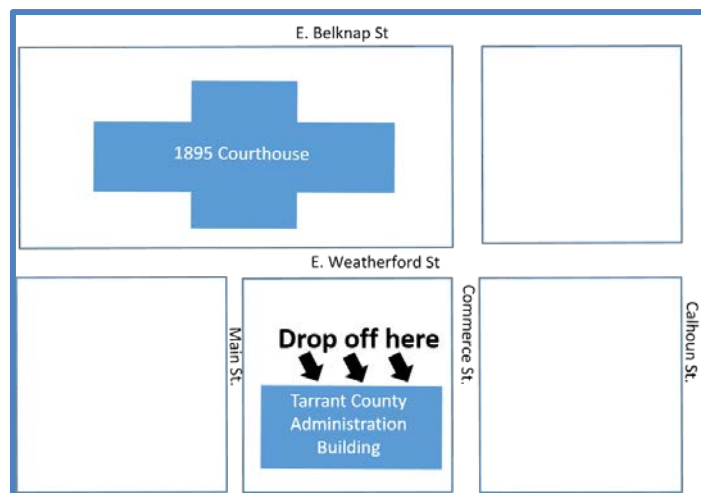 E. Belknap St
1895 Courthouse
E. Weatherford St
Main St.
Drop off here
Commerce St.
Calhoun St.
Tarrant County
Administration
Building